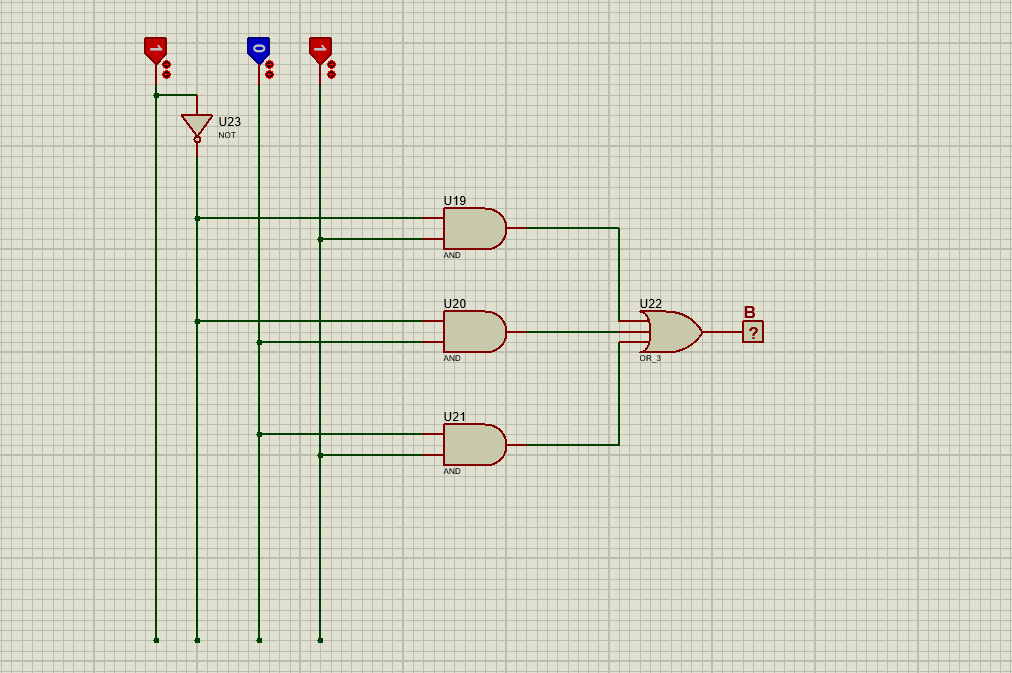 1
0
1
U23
NOT
U19
AND
U20
AND
U22
OR_3
B
?
U21
AND